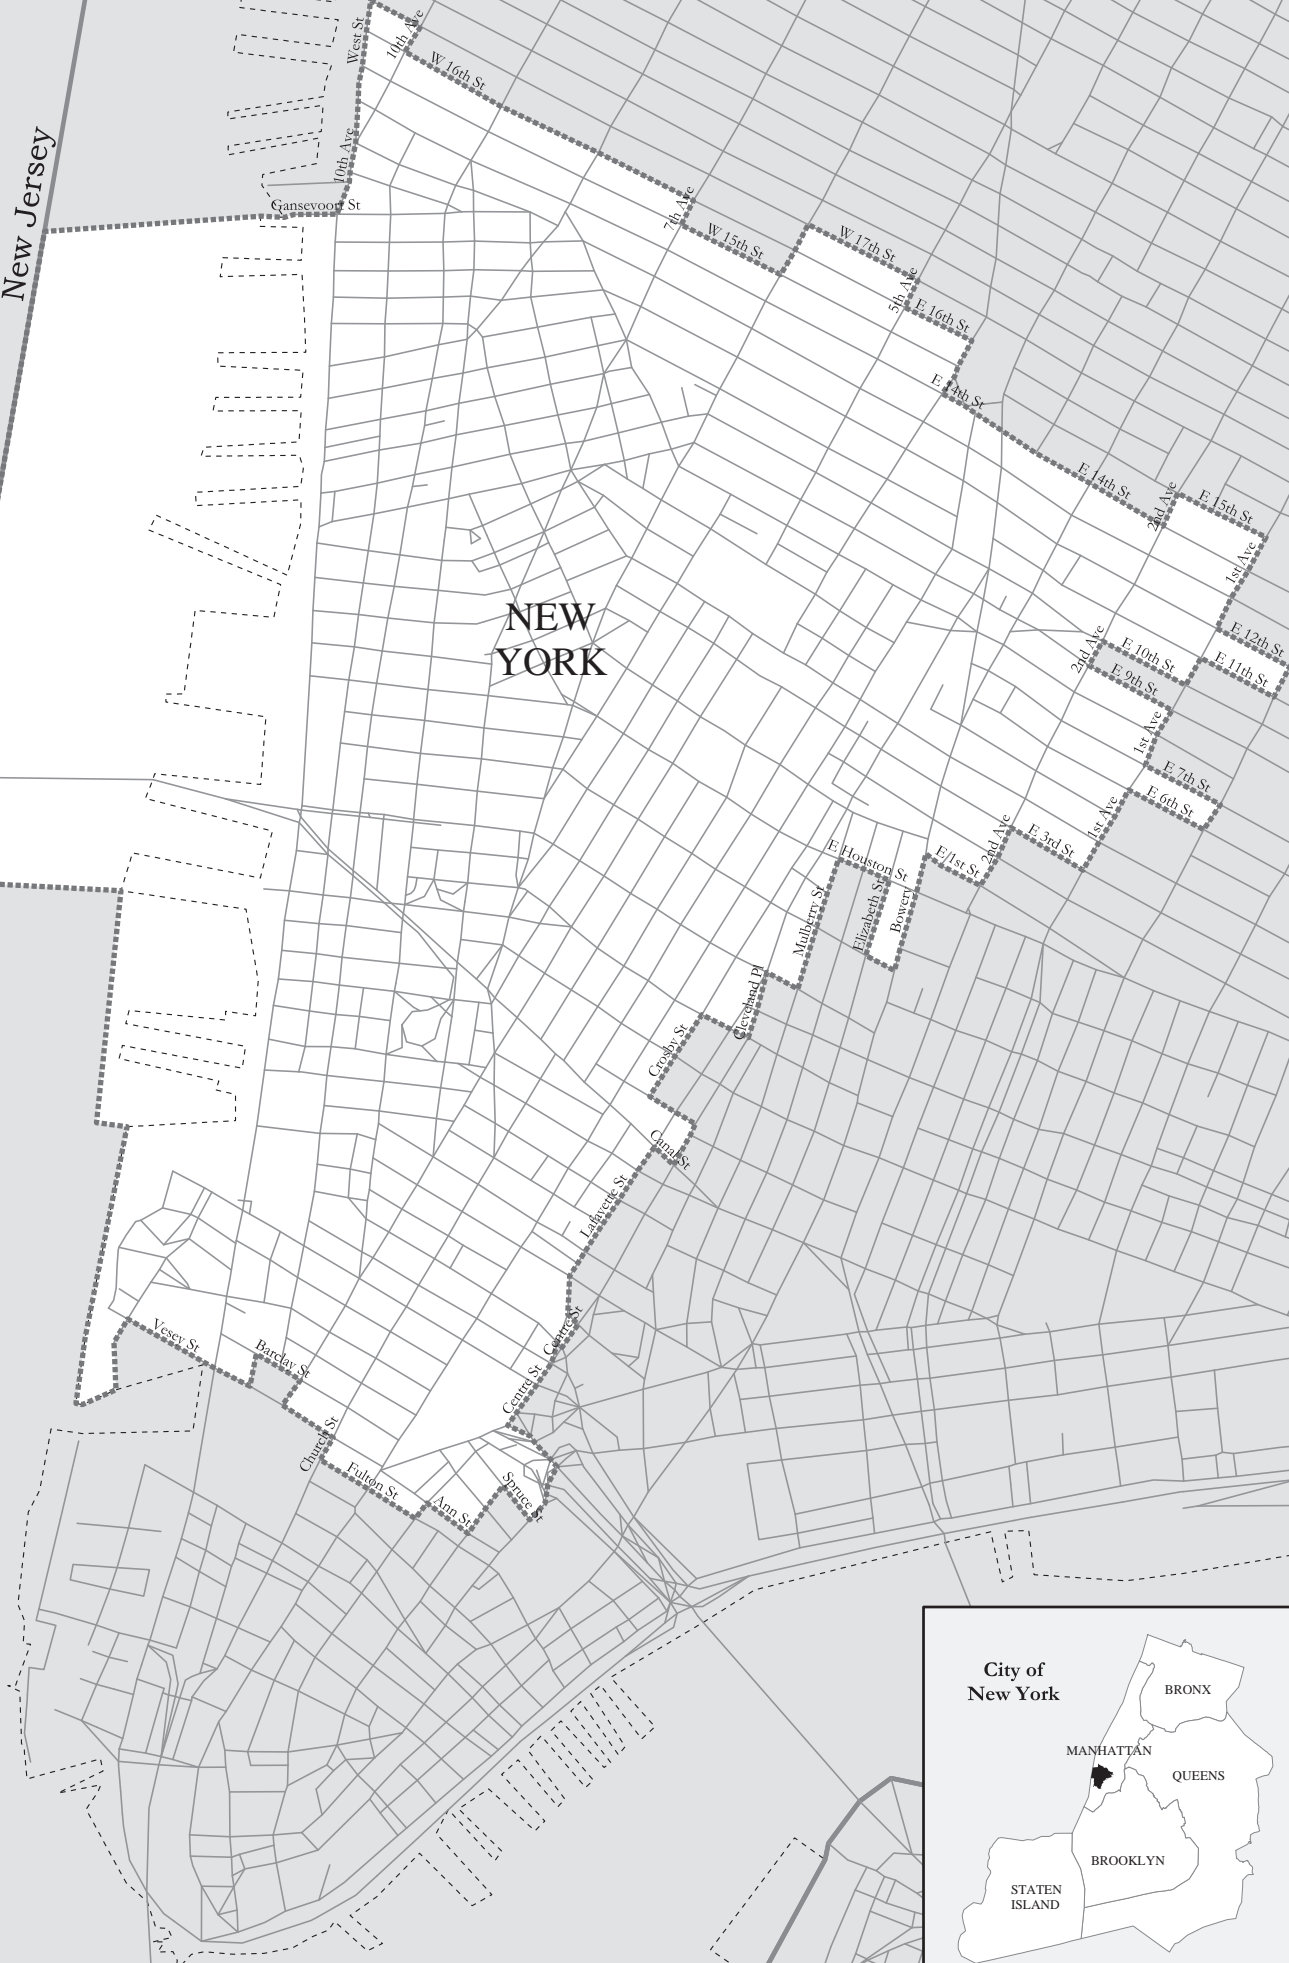 West St
10th Ave
W 16th St
New Jersey
10th Ave
Gansevoort St
7th Ave
W 15th St
W 17th St
5th Ave
E 16th St
E 14th St
E 14th St
2nd Ave
E 15th St
1st Ave
NEW
YORK
E 12th St
2nd Ave
E 10th St
E 11th St
E 9th St
1st Ave
E 7th St
E 6th St
1st Ave
2nd Ave
E 3rd St
E Houston St
E 1st St
Mulberry St
Elizabeth St
Bowery
Cleveland Pl
Crosby St
Canal St
Lafayette St
Centre St
Vesey St
Barclay St
Centre St
Church St
Fulton St
Ann St
Spruce St
City of
New York
BRONX
MANHATTAN
QUEENS
BROOKLYN
STATEN
ISLAND